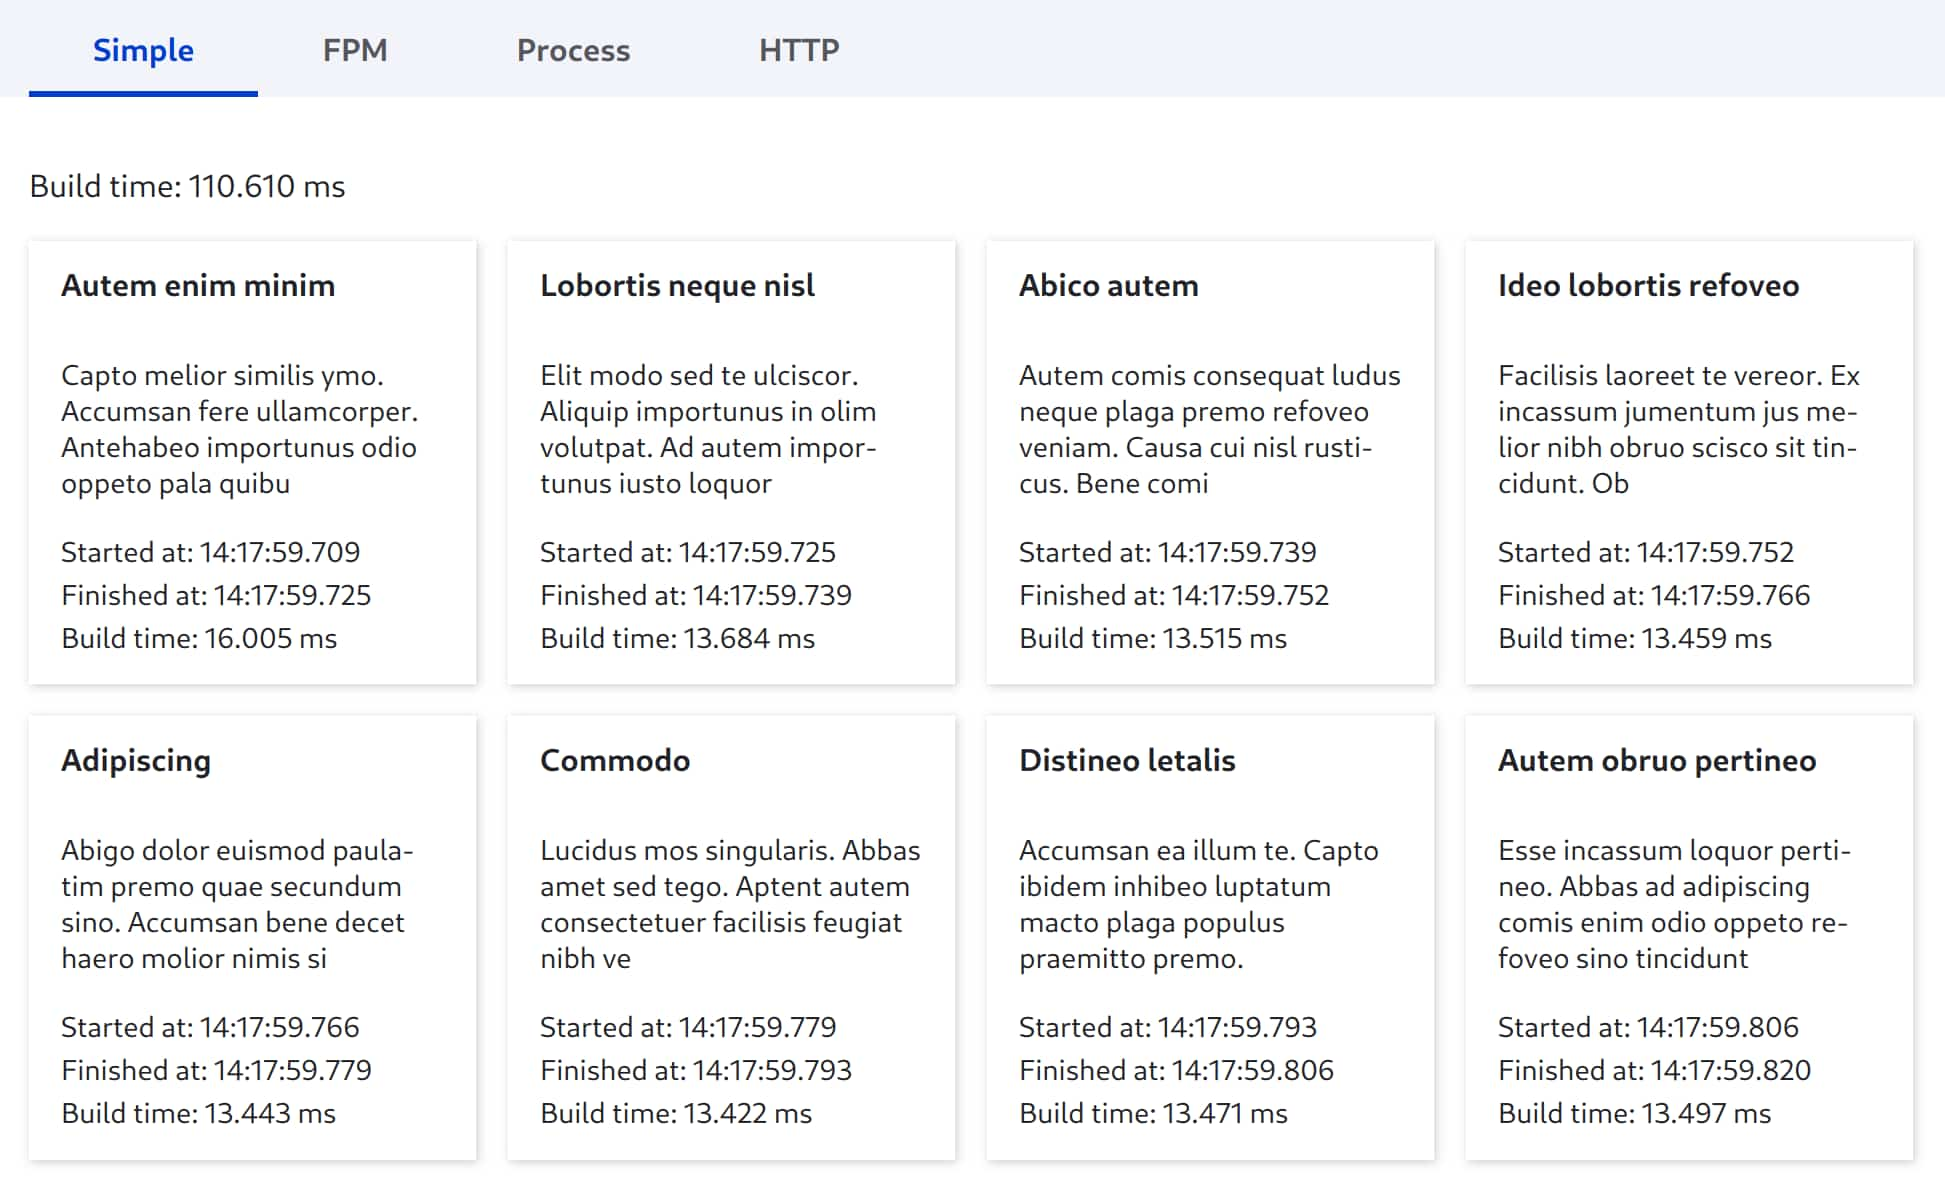 Simple FPM Process HTTP
Build time: 110.610 ms
Autem enim minim
Capto melior similis ymo.
Accumsan fere ullamcorper.
Antehabeo importunus odio
oppeto pala quibu
Started at: 14:17:59.709
Finished at: 14:17:59.725
Build time: 16.005 ms
Lobortis neque nisl
Elit modo sed te ulciscor.
Aliquip importunus in olim
volutpat. Ad autem impor-
tunus iusto loquor
Started at: 14:17:59.725
Finished at: 14:17:59.739
Build time: 13.684 ms
Abico autem
Autem comis consequat ludus
neque plaga premo refoveo
veniam. Causa cui nisl rusti-
cus. Bene comi
Started at: 14:17:59.739
Finished at: 14:17:59.752
Build time: 13.515 ms
Ideo lobortis refoveo
Facilisis laoreet te vereor. Ex
incassum jumentum jus me-
lior nibh obruo scisco sit tin-
cidunt. Ob
Started at: 14:17:59.752
Finished at: 14:17:59.766
Build time: 13.459 ms
Adipiscing
Abigo dolor euismod paula-
tim premo quae secundum
sino. Accumsan bene decet
haero molior nimis si
Started at: 14:17:59.766
Finished at: 14:17:59.779
Build time: 13.443 ms
Commodo
Lucidus mos singularis. Abbas
amet sed tego. Aptent autem
consectetuer facilisis feugiat
nibh ve
Started at: 14:17:59.779
Finished at: 14:17:59.793
Build time: 13.422 ms
Distineo letalis
Accumsan ea illum te. Capto
ibidem inhibeo luptatum
macto plaga populus
praemitto premo.
Started at: 14:17:59.793
Finished at: 14:17:59.806
Build time: 13.471 ms
Autem obruo pertineo
Esse incassum loquor perti-
neo. Abbas ad adipiscing
comis enim odio oppeto re-
foveo sino tincidunt
Started at: 14:17:59.806
Finished at: 14:17:59.820
Build time: 13.497 ms